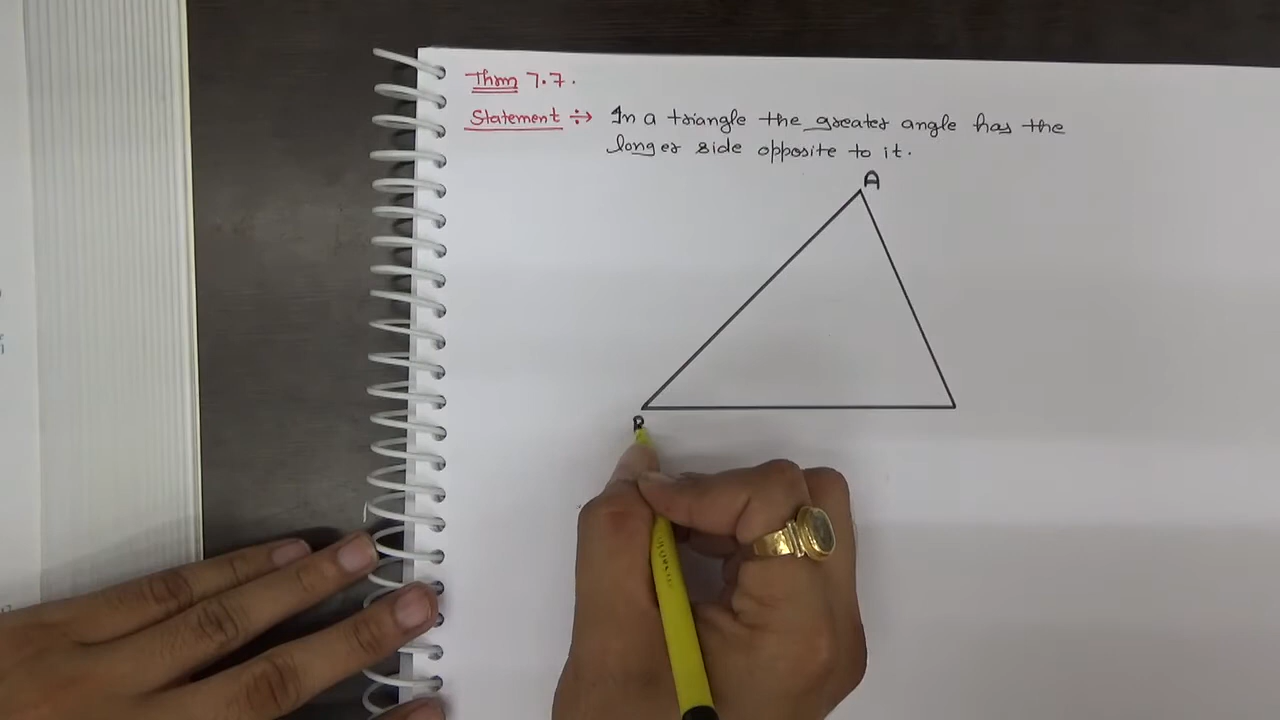 Thm 7.7.
Statement ÷→ In a triangle the greater angle has the
longer side opposite to it.
A
B